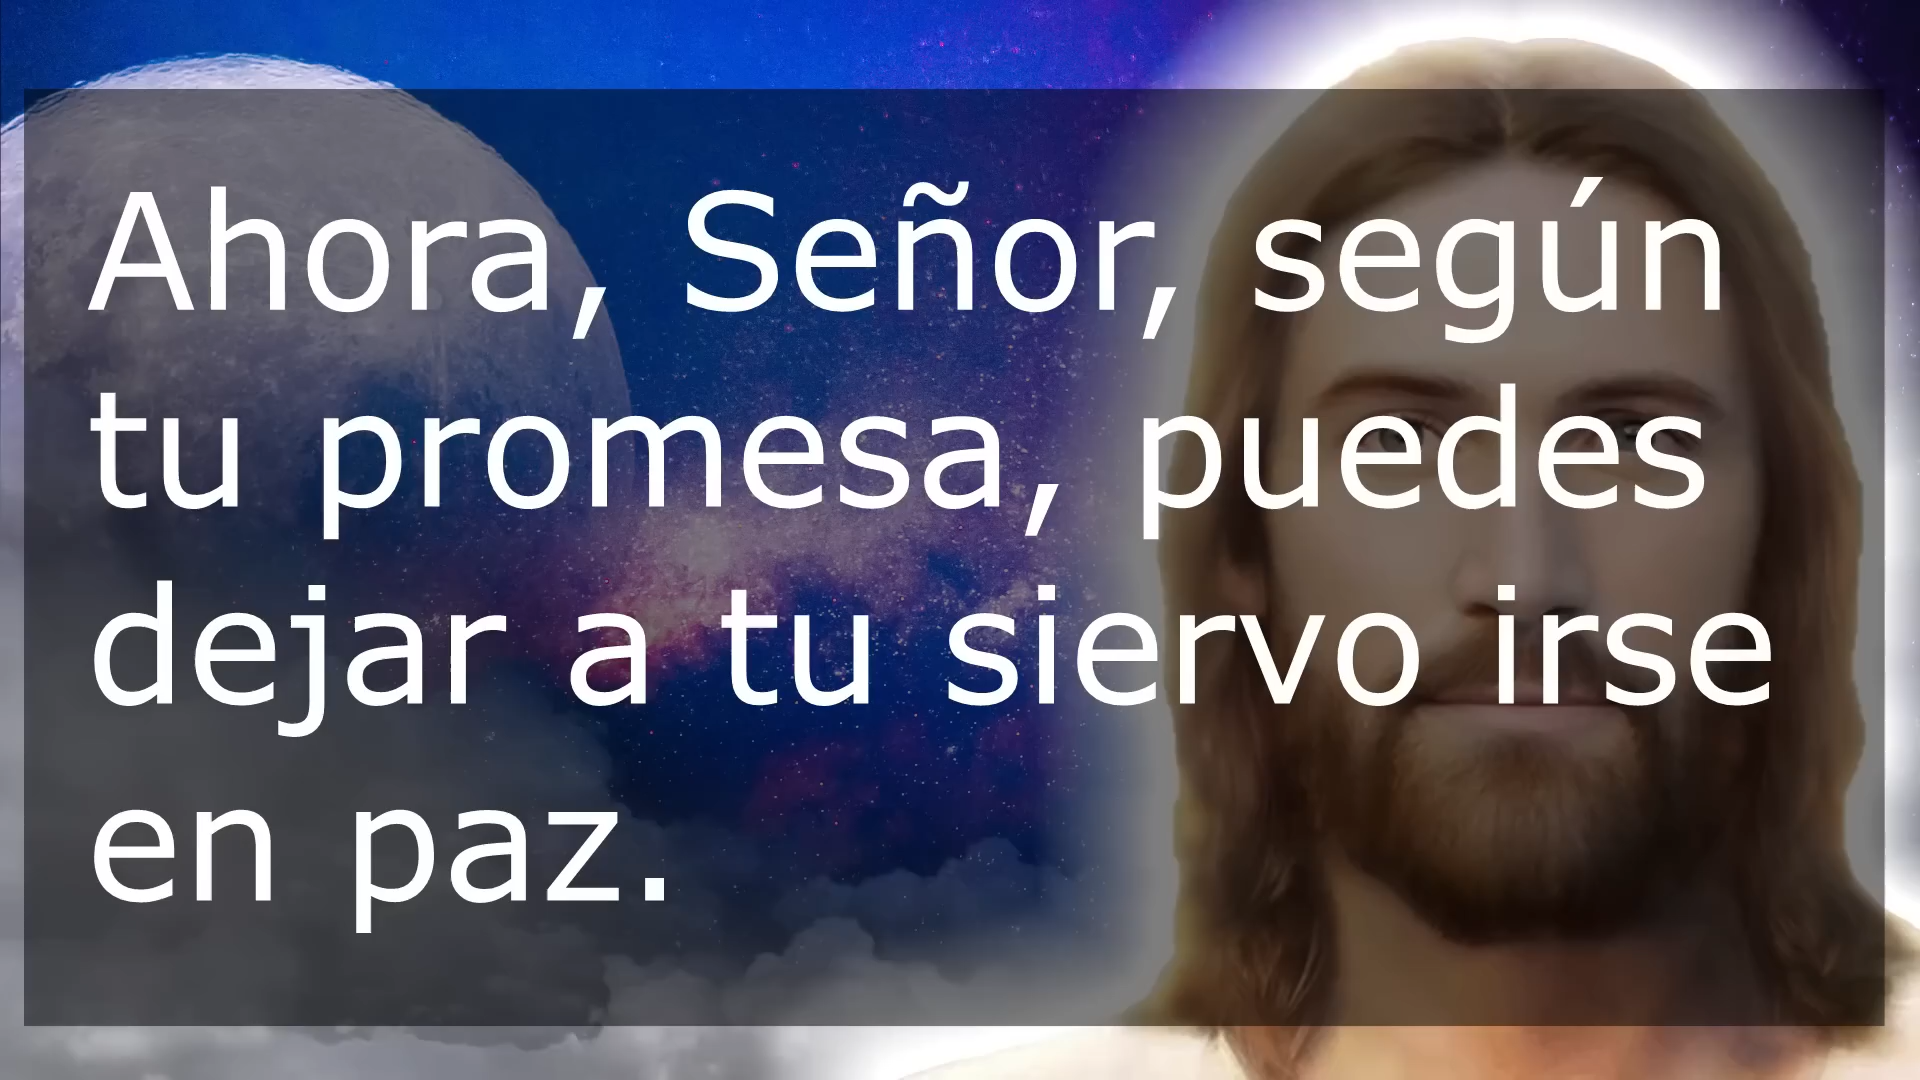 Ahora, Señor, según
tu promesa, puedes
dejar a tu siervo irse
en paz.